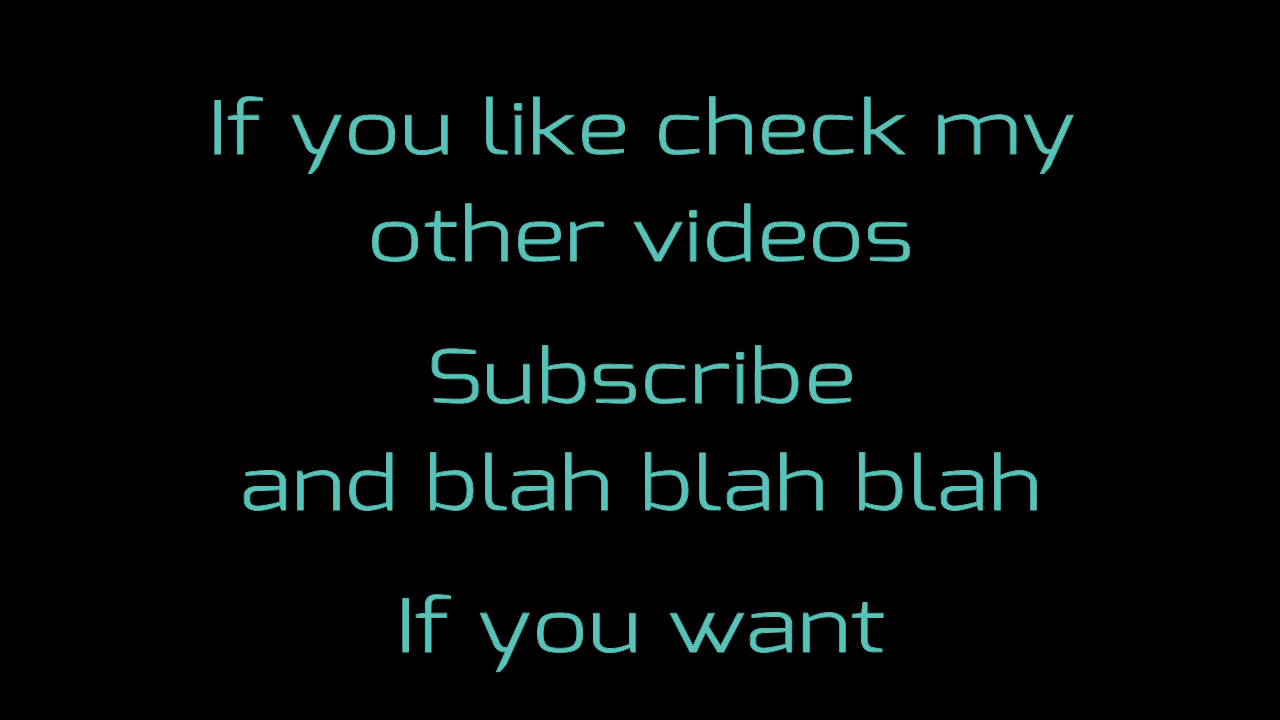 If you like check my
other videos
Subscribe
and blah blah blah
If you want